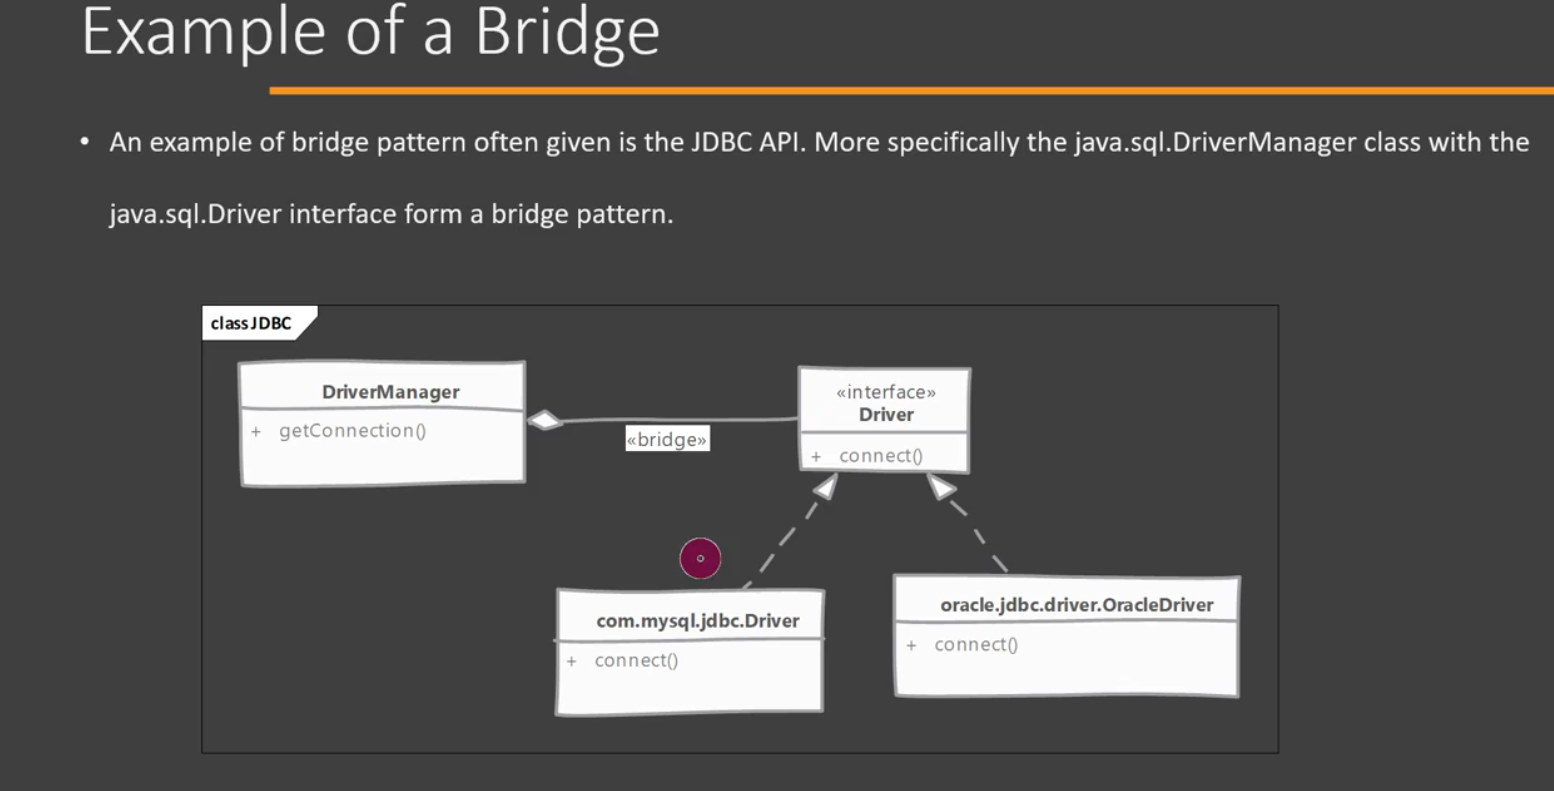 Example of a Bridge
• An example of bridge pattern often given is the JDBC API. More specifically the java.sql.DriverManager class with the
java.sql.Driver interface form a bridge pattern.
class JDBC
DriverManager
+ getConnection()
«bridge»
«interface»
Driver
+ connect()
com.mysql.jdbc.Driver
+ connect()
oracle.jdbc.driver.OracleDriver
+ connect()